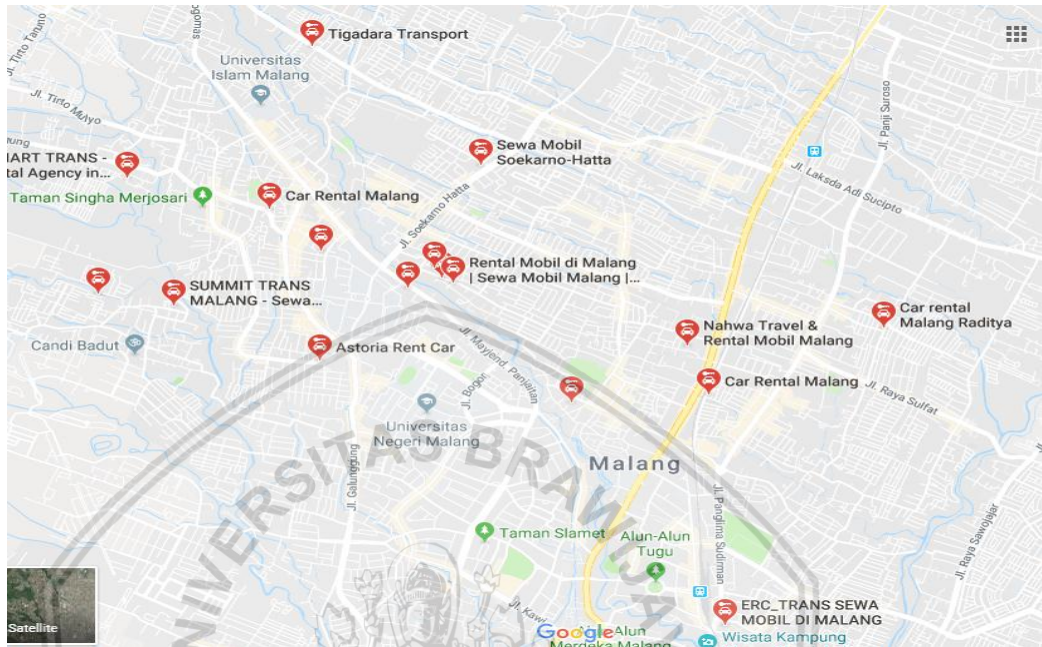 Tigadara Transport
Universitas
Islam Malang
Jl. Tirto Taruno
Jl. Tirto Mulyo
ogomas
Jl. Panji Suroso
Sewa Mobil
Soekarno-Hatta
ART TRANS -
tal Agency in...
Taman Singha Merjosari
Car Rental Malang
Jl. Soekarno Hatta
Jl. Laksda Adi Sucipto
Rental Mobil di Malang
| Sewa Mobil Malang |...
SUMMIT TRANS
MALANG - Sewa...
Car rental
Malang Raditya
Nahwa Travel &
Rental Mobil Malang
Candi Badut
Astoria Rent Car
Jl. Mayjend. Panjaitan
Jl. Bogor
Car Rental Malang
Jl. Raya Sulfat
Universitas
Negeri Malang
Malang
UNIVERSITAS BRAWIJAYA
Jl. Galunggung
Jl. Panglima Sudirman
Jl. Raya Sawojajar
Taman Slamet
Alun-Alun
Tugu
Jl. Kawi
ERC_TRANS SEWA
MOBIL DI MALANG
Satellite
Google
Alun-Alun
Merdeka Malang
Wisata Kampung